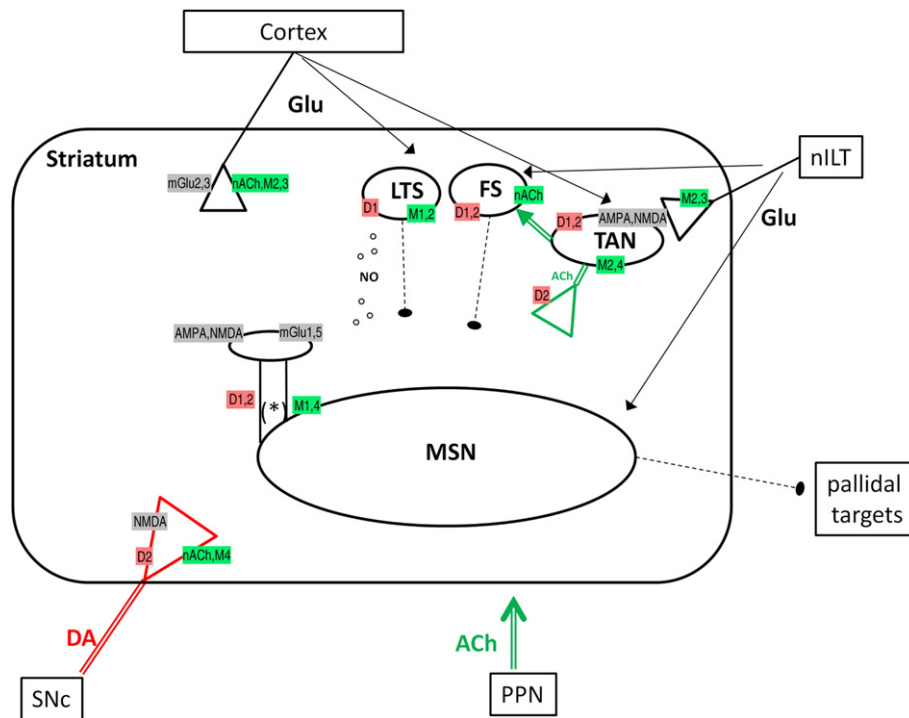 Cortex
Glu
Striatum
nILT
mGlu2,3
nACh,M2,3
LTS
FS
nACh
M2,3
D1
M1,2
D1,2
D1,2
AMPA,NMDA
Glu
TAN
NO
ACh
M2,4
D2
AMPA,NMDA
mGlu1,5
D1,2
(*)
M1,4
MSN
pallidal
targets
NMDA
D2
nACh,M4
DA
ACh
SNc
PPN